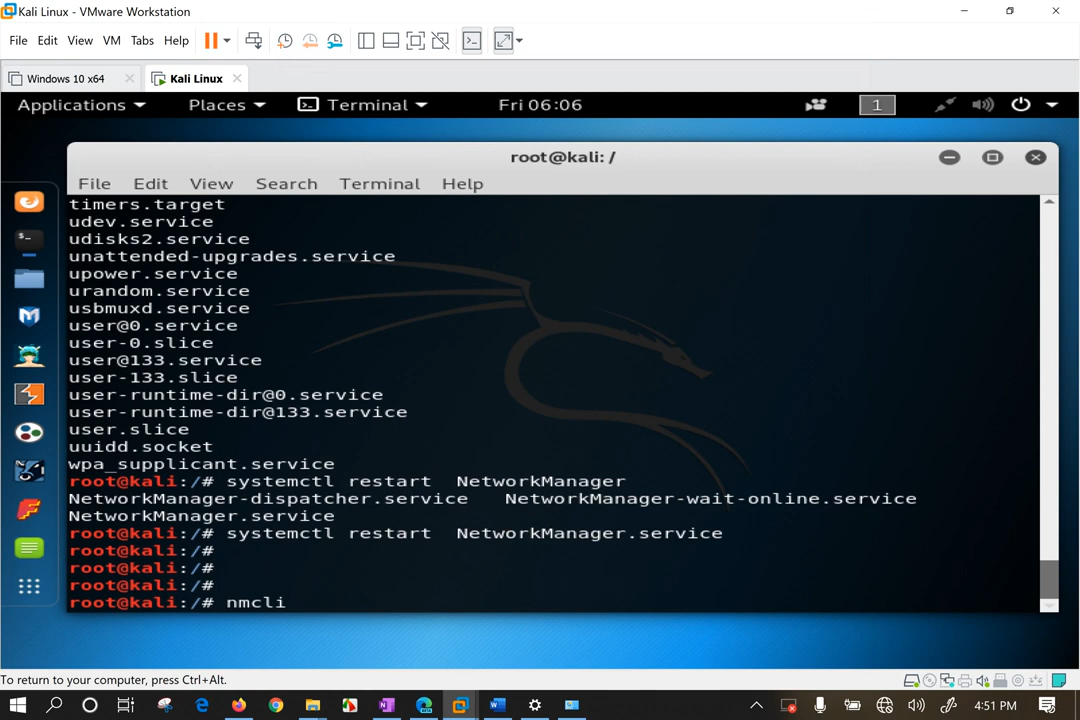 Kali Linux - VMware Workstation
File Edit View VM Tabs Help
Windows 10 x64 Kali Linux
Applications Places Terminal Fri 06:06 1
root@kali: /
File Edit View Search Terminal Help
timers.target
udev.service
udisks2.service
unattended-upgrades.service
upower.service
urandom.service
usbmuxd.service
user@0.service
user-0.slice
user@133.service
user-133.slice
user-runtime-dir@0.service
user-runtime-dir@133.service
user.slice
uuidd.socket
wpa_supplicant.service
root@kali:/# systemctl restart  NetworkManager
NetworkManager-dispatcher.service   NetworkManager-wait-online.service
NetworkManager.service
root@kali:/# systemctl restart  NetworkManager.service
root@kali:/#
root@kali:/#
root@kali:/#
root@kali:/# nmcli
To return to your computer, press Ctrl+Alt.
4:51 PM